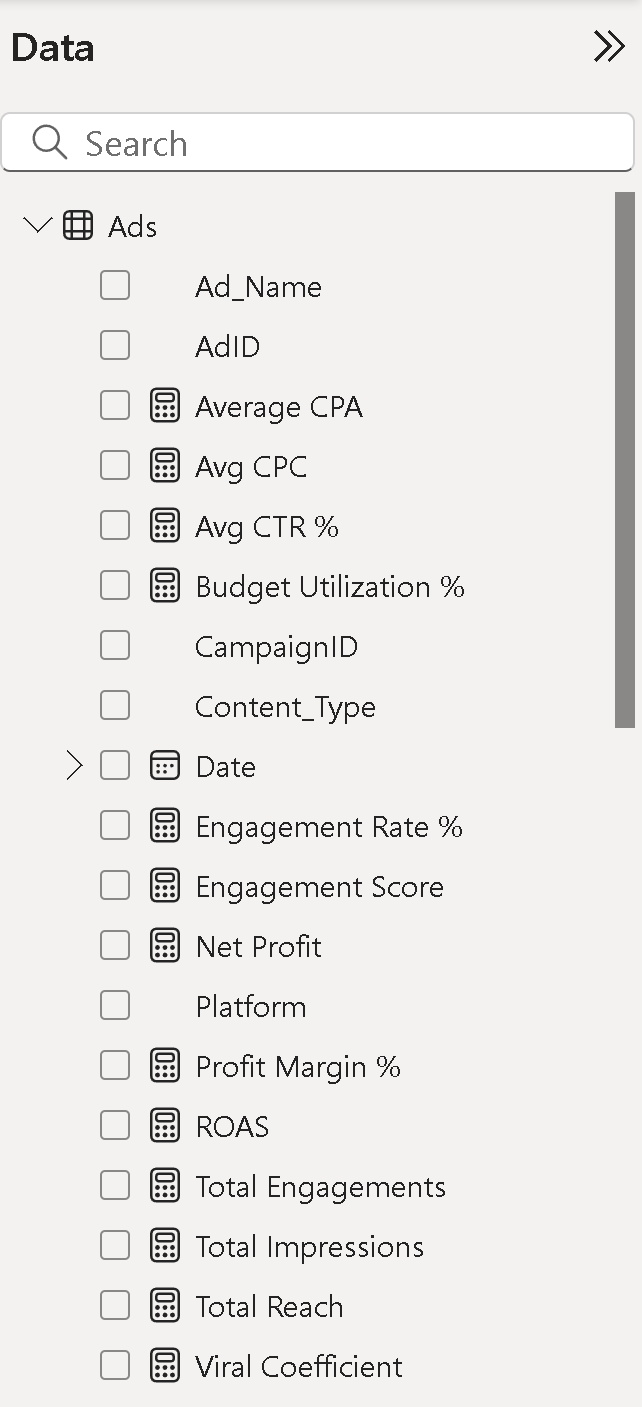 Data
Search
Ads
Ad_Name
AdID
Average CPA
Avg CPC
Avg CTR %
Budget Utilization %
CampaignID
Content_Type
Date
Engagement Rate %
Engagement Score
Net Profit
Platform
Profit Margin %
ROAS
Total Engagements
Total Impressions
Total Reach
Viral Coefficient